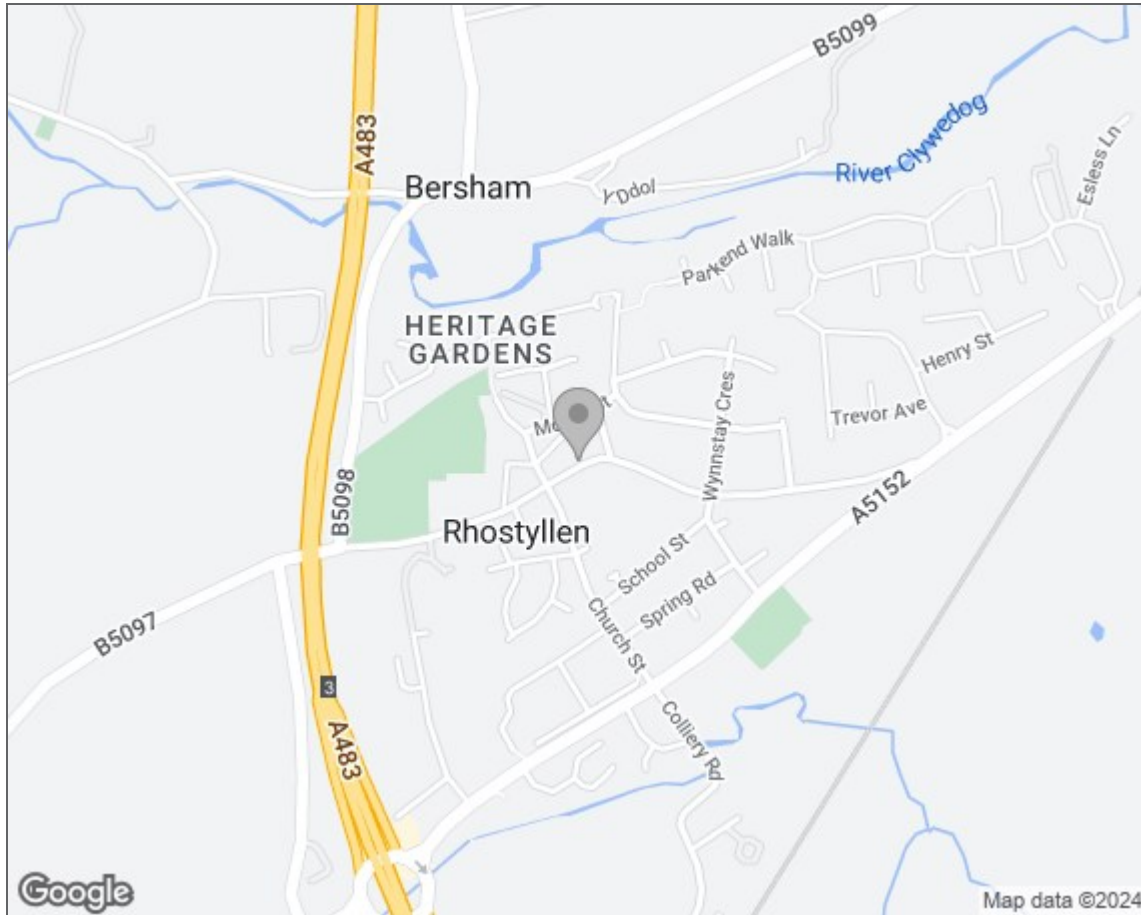 B5099
A483
River Clywedog
Esless Ln
Bersham
Y Ddol
Parkend Walk
HERITAGE
GARDENS
Henry St
Wynnstay Cres
Trevor Ave
B5098
A5152
Rhostyllen
School St
Spring Rd
B5097
Church St
3
A483
Colliery Rd
Google
Map data ©2024